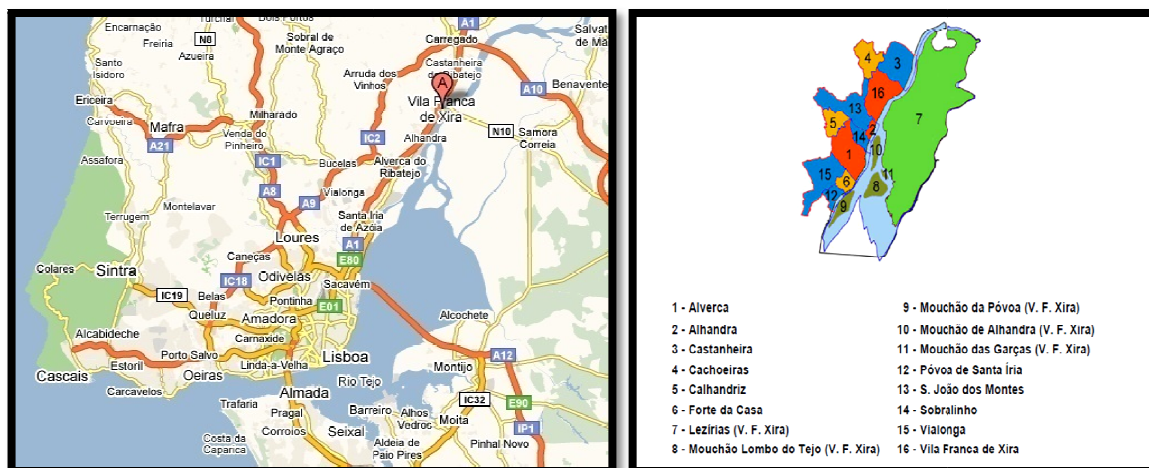 Encarnação
Turchal
Dois Portos
A1
Freiria
N8
Azueira
Sobral de
Monte Agraço
Carregado
Salvat
de Ma
Santo
Isidoro
Arruda dos
Vinhos
Castanheira
do Ribatejo
A
A10
Benavente
Ericeira
Carvoeira
Mafra
Milharado
Vila Franca
de Xira
N10
Samora
Correia
Venda do
Pinheiro
IC2
Alhandra
A21
Assafora
IC1
Bucelas
Alverca do
Ribatejo
A8
Vialonga
Terrugem
Montelavar
A9
Santa Iria
de Azóia
Loures
A1
Colares
Sintra
Caneças
E80
IC18
Odivelas
Sacavém
IC19
Belas
Pontinha
E01
Queluz
Amadora
Alcochete
Alcabideche
Carnaxide
Lisboa
A12
Porto Salvo
Estoril
Linda-a-Velha
Montijo
Cascais
Oeiras
Rio Tejo
Carcavelos
Almada
IC32
E90
Trafaria
Pragal
Barreiro
Alhos
Vedros
Moita
Corroios
Seixal
IP1
Costa da
Caparica
Aldeia de
Paio Pires
Pinhal Novo
4
3
16
13
7
5
2
14
10
1
15
11
6
8
12
9
1 - Alverca
2 - Alhandra
3 - Castanheira
4 - Cachoeiras
5 - Calhandriz
6 - Forte da Casa
7 - Lezírias (V. F. Xira)
8 - Mouchão Lombo do Tejo (V. F. Xira)
9 - Mouchão da Póvoa (V. F. Xira)
10 - Mouchão de Alhandra (V. F. Xira)
11 - Mouchão das Garças (V. F. Xira)
12 - Póvoa de Santa Íria
13 - S. João dos Montes
14 - Sobralinho
15 - Vialonga
16 - Vila Franca de Xira